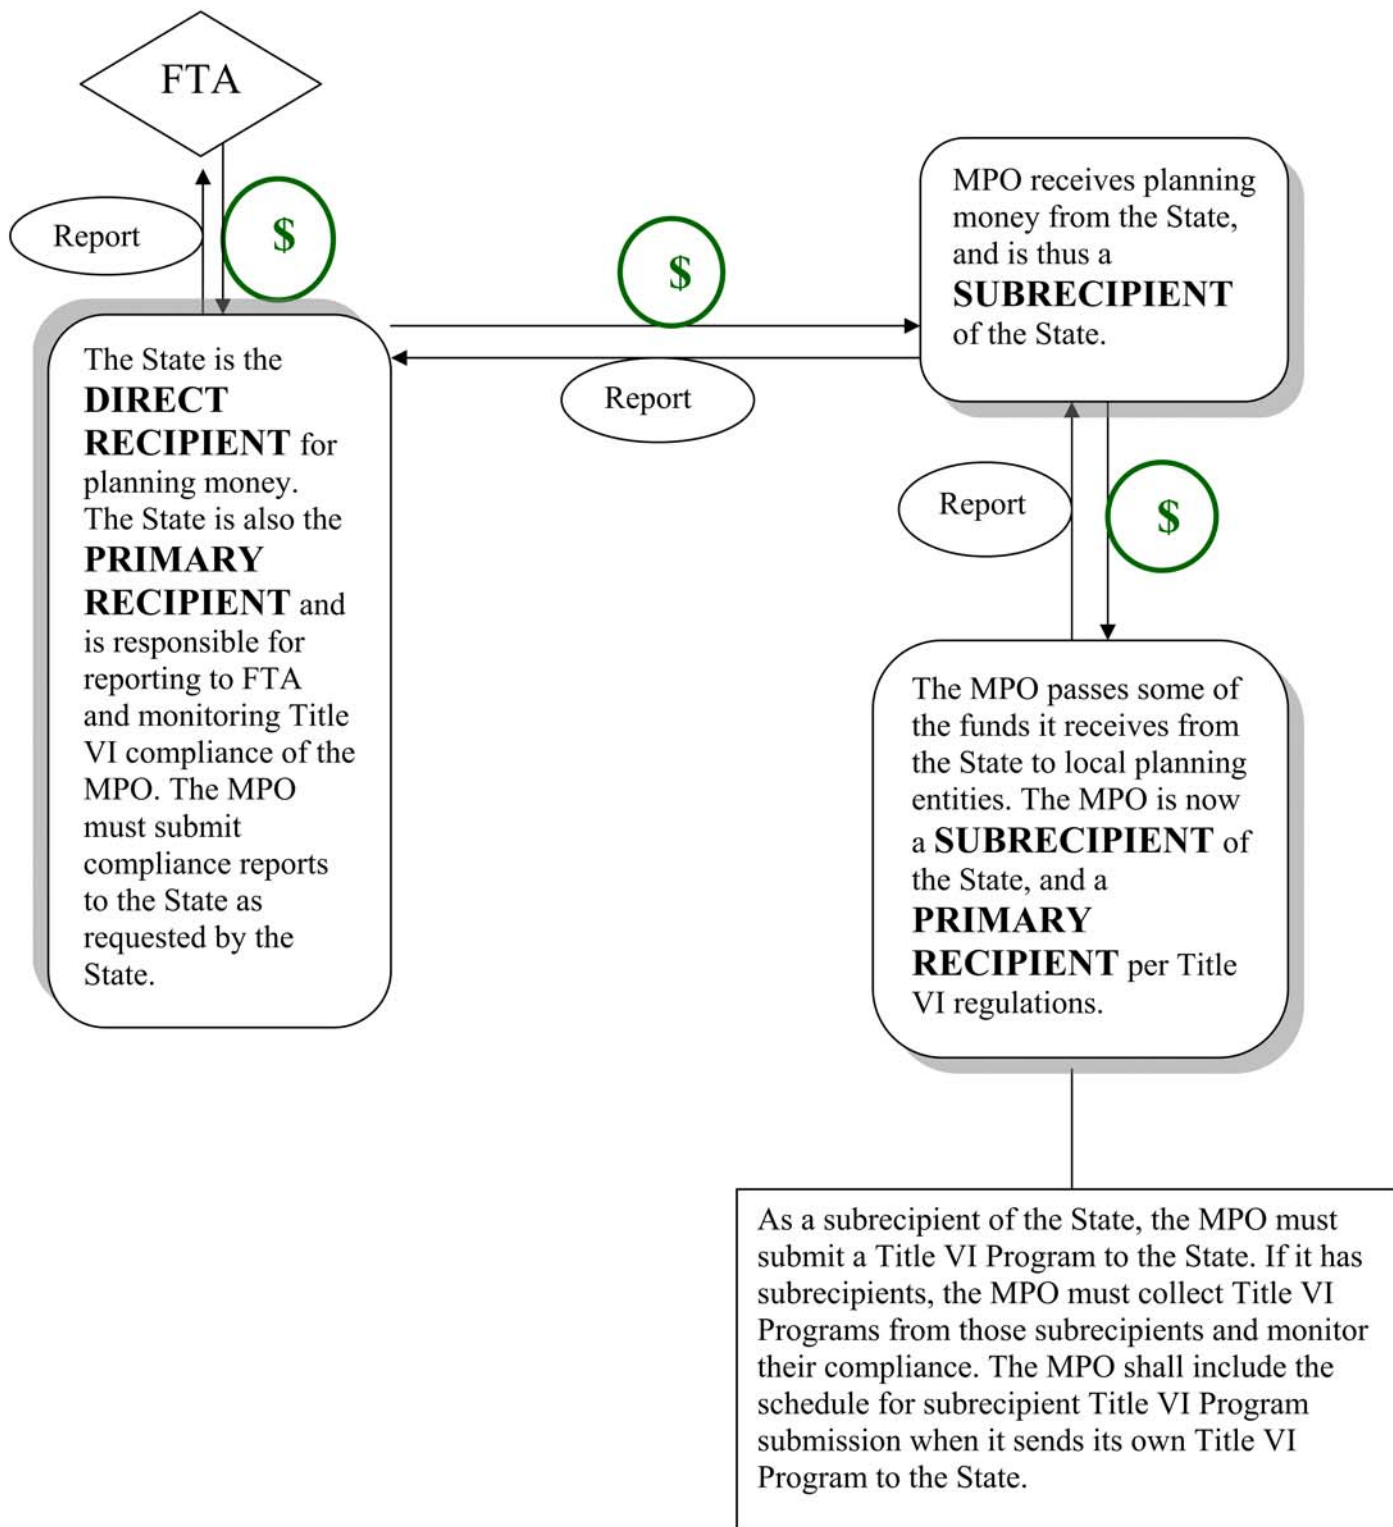 FTA
Report
$
The State is the
DIRECT
RECIPIENT for
planning money.
The State is also the
PRIMARY
RECIPIENT and
is responsible for
reporting to FTA
and monitoring Title
VI compliance of the
MPO. The MPO
must submit
compliance reports
to the State as
requested by the
State.
$
Report
MPO receives planning
money from the State,
and is thus a
SUBRECIPIENT
of the State.
Report
$
The MPO passes some of
the funds it receives from
the State to local planning
entities. The MPO is now
a SUBRECIPIENT of
the State, and a
PRIMARY
RECIPIENT per Title
VI regulations.
As a subrecipient of the State, the MPO must
submit a Title VI Program to the State. If it has
subrecipients, the MPO must collect Title VI
Programs from those subrecipients and monitor
their compliance. The MPO shall include the
schedule for subrecipient Title VI Program
submission when it sends its own Title VI
Program to the State.